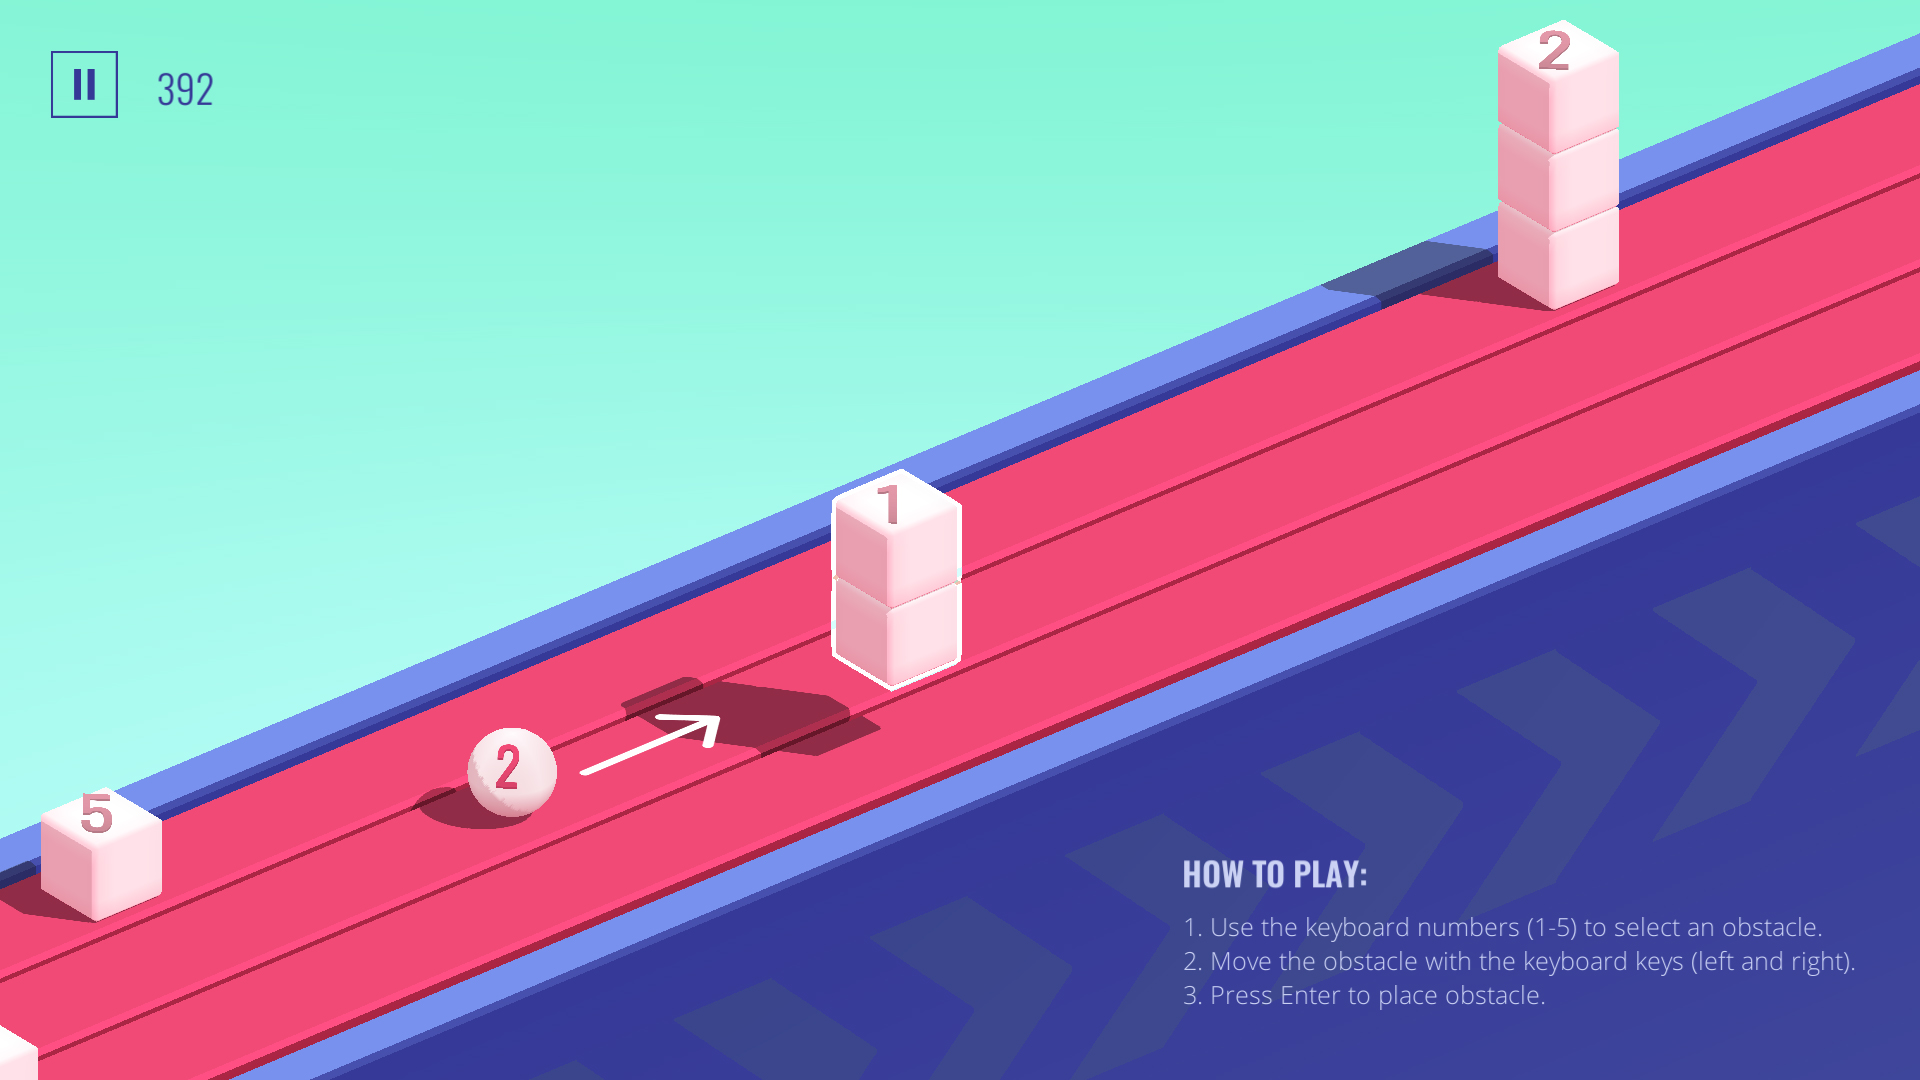 392
2
1
2
5
HOW TO PLAY:
1. Use the keyboard numbers (1-5) to select an obstacle.
2. Move the obstacle with the keyboard keys (left and right).
3. Press Enter to place obstacle.